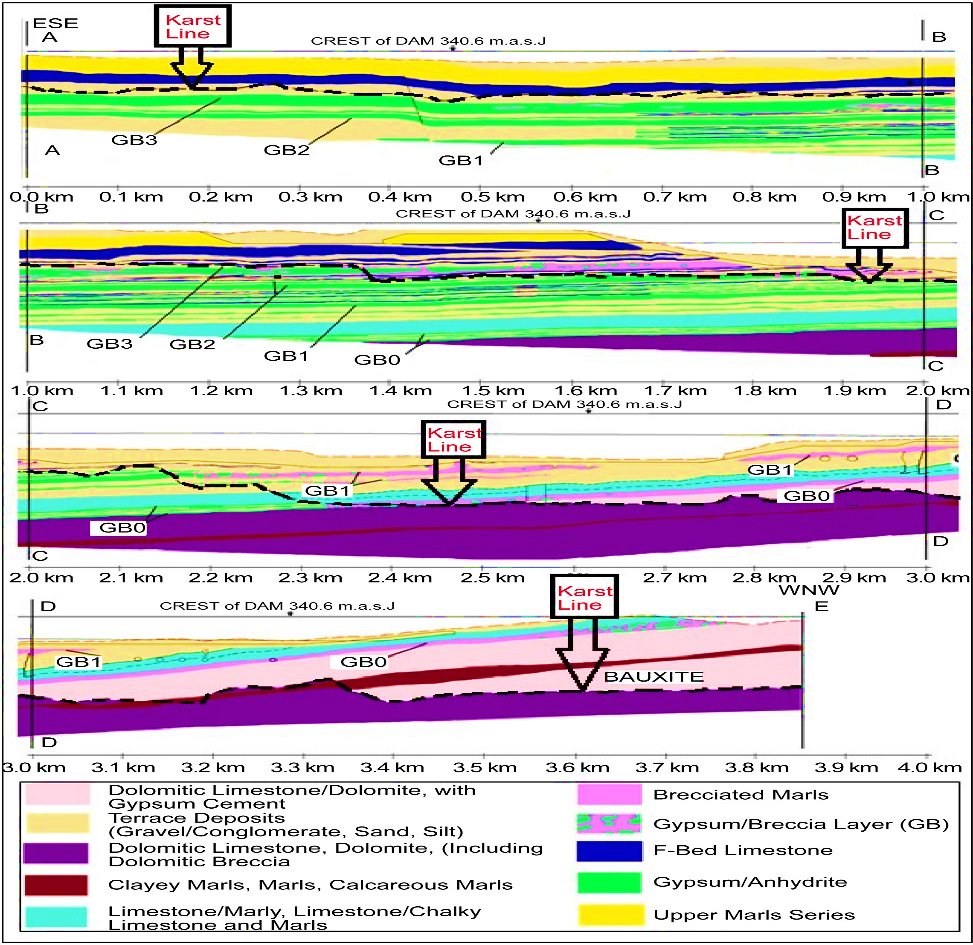 ESE
A
Karst
Line
CREST of DAM 340.6 m.a.s.J
B
GB3
GB2
GB1
A
B
0.0 km 0.1 km 0.2 km 0.3 km 0.4 km 0.5 km 0.6 km 0.7 km 0.8 km 0.9 km 1.0 km
B
CREST of DAM 340.6 m.a.s.J
Karst
Line
C
B
GB3
GB2
GB1
GB0
C
1.0 km 1.1 km 1.2 km 1.3 km 1.4 km 1.5 km 1.6 km 1.7 km 1.8 km 1.9 km 2.0 km
C
CREST of DAM 340.6 m.a.s.J
D
Karst
Line
GB1
GB1
GB0
GB0
C
D
2.0 km 2.1 km 2.2 km 2.3 km 2.4 km 2.5 km 2.6 km 2.7 km 2.8 km 2.9 km 3.0 km
WNW
D
CREST of DAM 340.6 m.a.s.J
Karst
Line
E
GB1
GB0
BAUXITE
D
3.0 km 3.1 km 3.2 km 3.3 km 3.4 km 3.5 km 3.6 km 3.7 km 3.8 km 3.9 km 4.0 km
Dolomitic Limestone/Dolomite, with
Gypsum Cement
Terrace Deposits
(Gravel/Conglomerate, Sand, Silt)
Dolomitic Limestone, Dolomite, (Including
Dolomitic Breccia
Clayey Marls, Marls, Calcareous Marls
Limestone/Marly, Limestone/Chalky
Limestone and Marls
Brecciated Marls
Gypsum/Breccia Layer (GB)
F-Bed Limestone
Gypsum/Anhydrite
Upper Marls Series